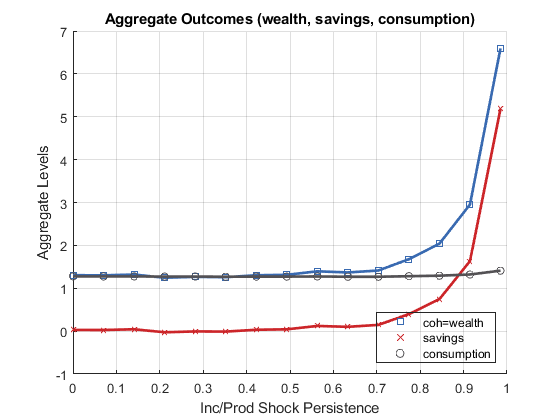 Aggregate Outcomes (wealth, savings, consumption)
Aggregate Levels
7
6
5
4
3
2
1
0
-1
0 0.1 0.2 0.3 0.4 0.5 0.6 0.7 0.8 0.9 1
Inc/Prod Shock Persistence
coh=wealth
savings
consumption